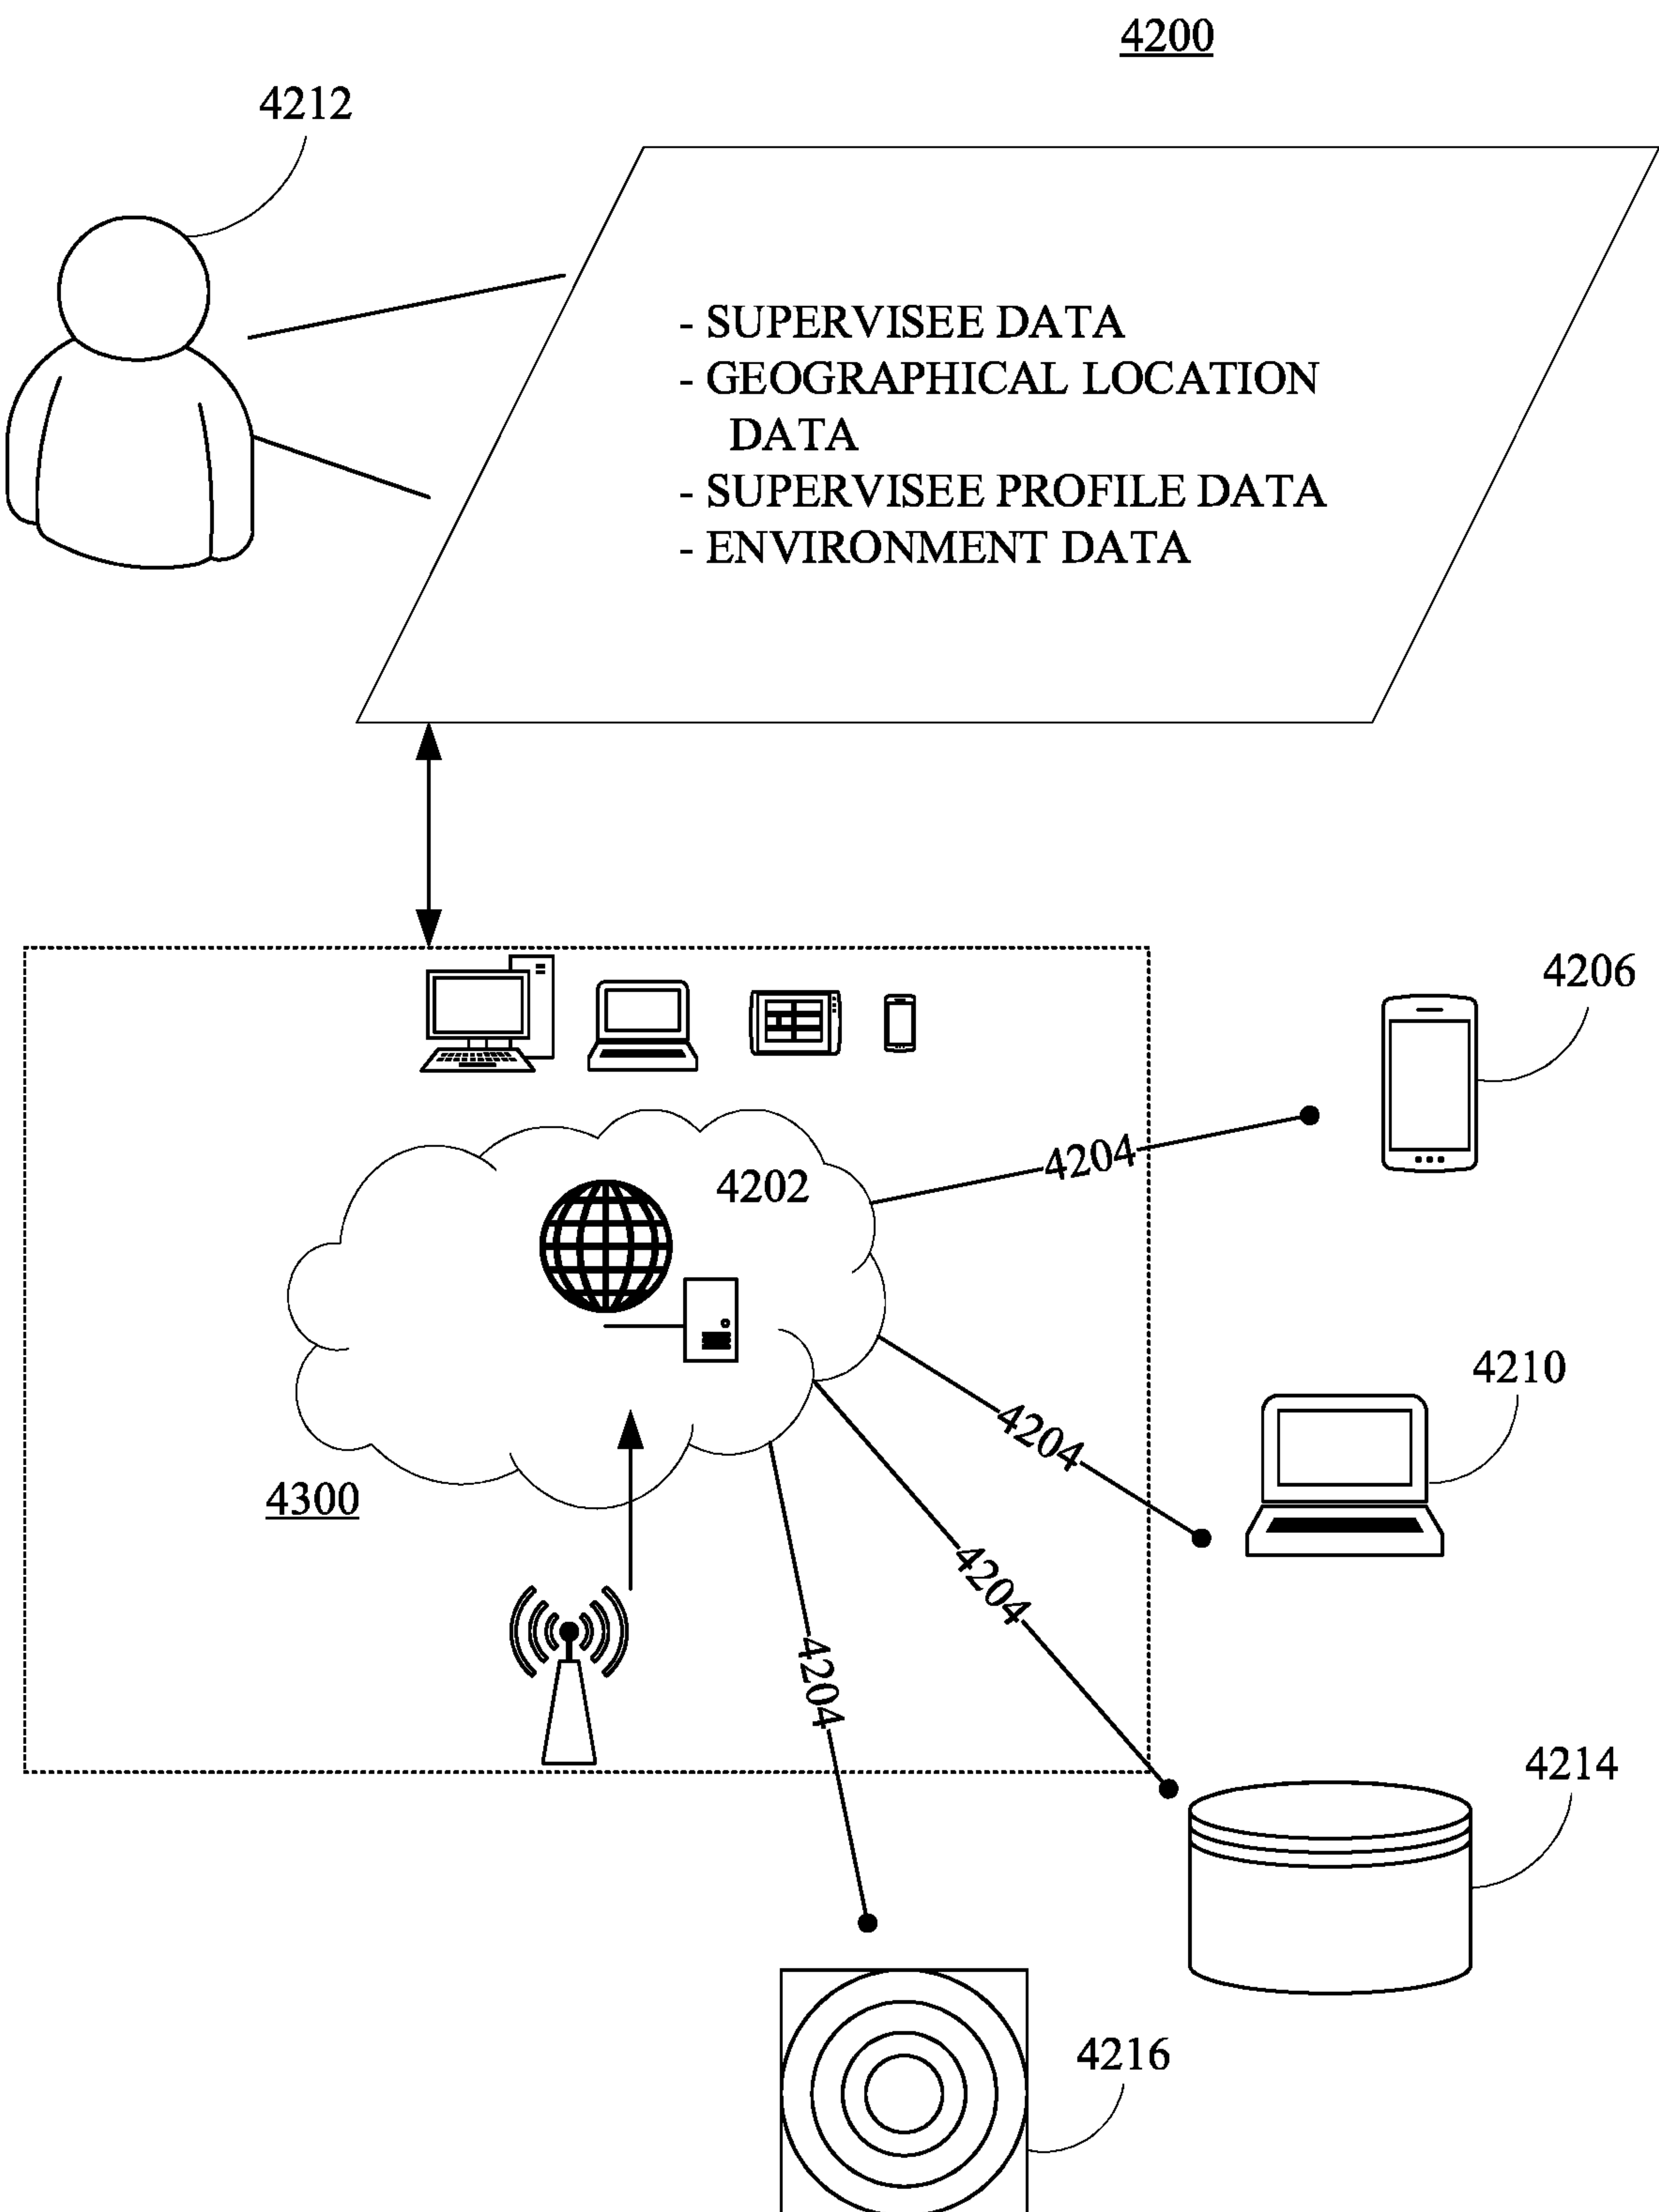 4200
4212
- SUPERVISEE DATA
- GEOGRAPHICAL LOCATION
DATA
- SUPERVISEE PROFILE DATA
- ENVIRONMENT DATA
4206
4204
4202
4210
4204
4300
4204
4204
4214
4216